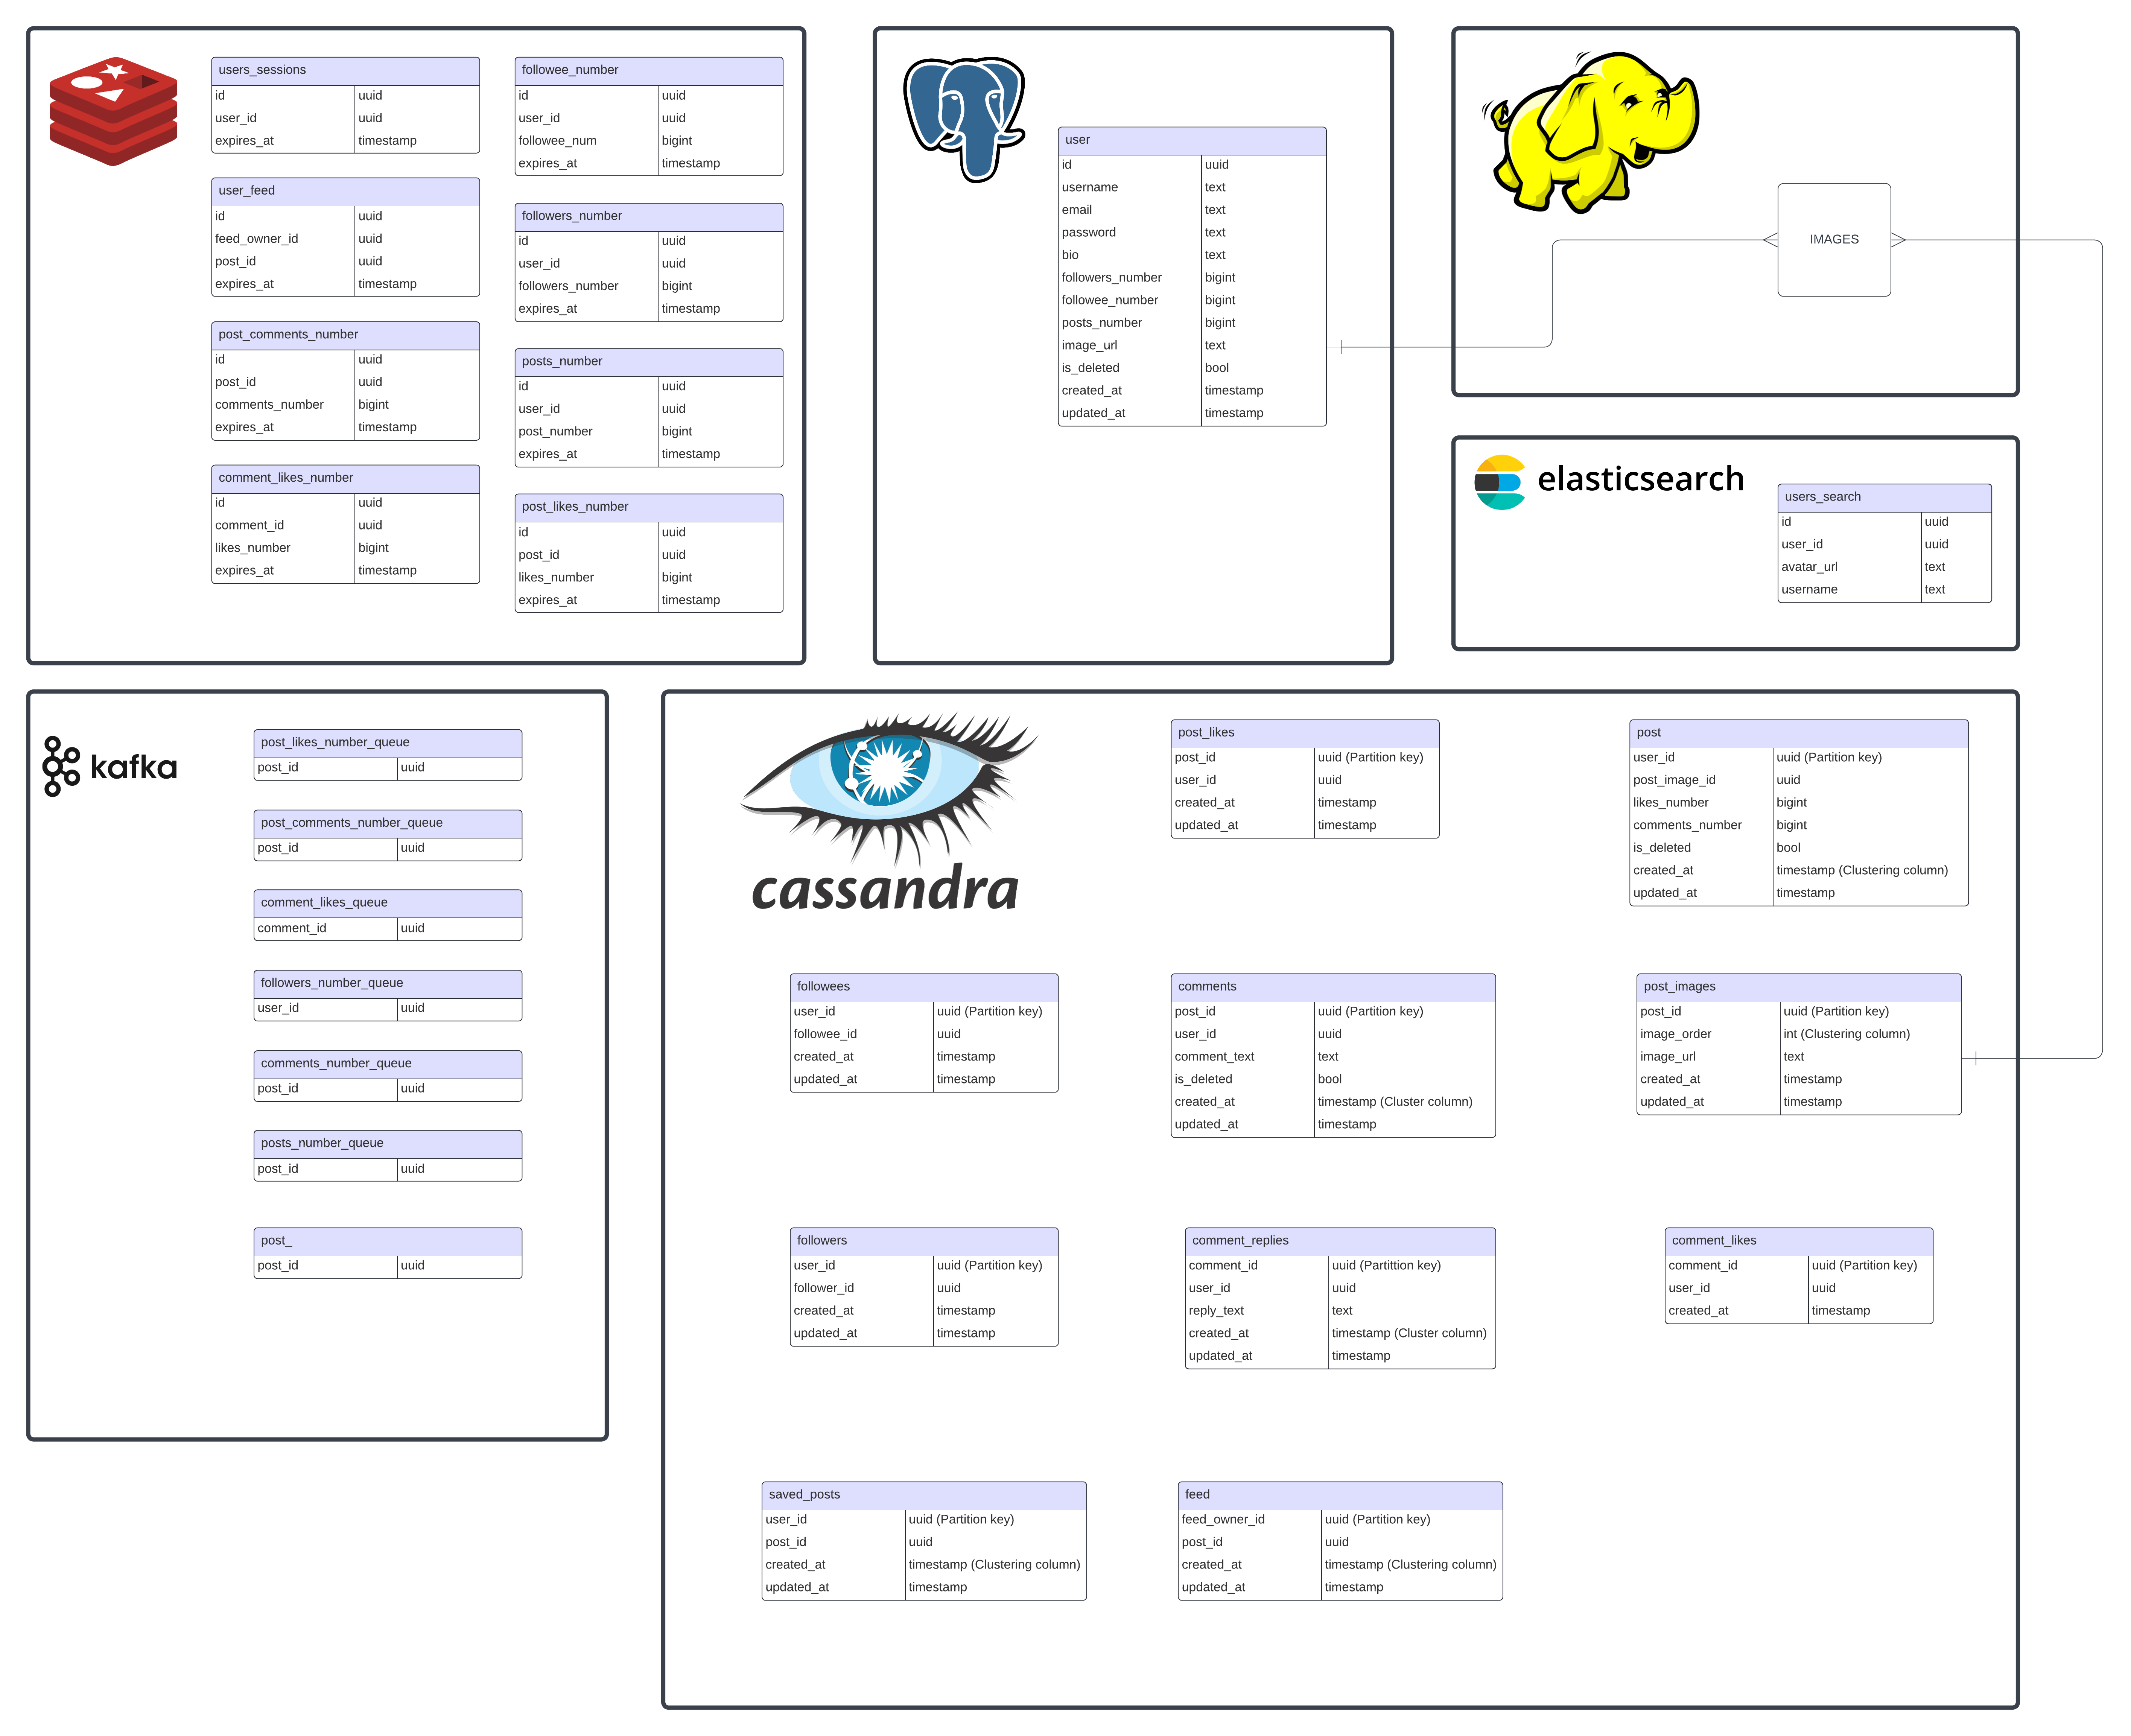 users_sessions
id uuid
user_id uuid
expires_at timestamp
user_feed
id uuid
feed_owner_id uuid
post_id uuid
expires_at timestamp
post_comments_number
id uuid
post_id uuid
comments_number bigint
expires_at timestamp
comment_likes_number
id uuid
comment_id uuid
likes_number bigint
expires_at timestamp
followee_number
id uuid
user_id uuid
followee_num bigint
expires_at timestamp
followers_number
id uuid
user_id uuid
followers_number bigint
expires_at timestamp
posts_number
id uuid
user_id uuid
post_number bigint
expires_at timestamp
post_likes_number
id uuid
post_id uuid
likes_number bigint
expires_at timestamp
user
id uuid
username text
email text
password text
bio text
followers_number bigint
followee_number bigint
posts_number bigint
image_url text
is_deleted bool
created_at timestamp
updated_at timestamp
IMAGES
elasticsearch
users_search
id uuid
user_id uuid
avatar_url text
username text
kafka
post_likes_number_queue
post_id uuid
post_comments_number_queue
post_id uuid
comment_likes_queue
comment_id uuid
followers_number_queue
user_id uuid
comments_number_queue
post_id uuid
posts_number_queue
post_id uuid
post_
post_id uuid
cassandra
post_likes
post_id uuid (Partition key)
user_id uuid
created_at timestamp
updated_at timestamp
post
user_id uuid (Partition key)
post_image_id uuid
likes_number bigint
comments_number bigint
is_deleted bool
created_at timestamp (Clustering column)
updated_at timestamp
followees
user_id uuid (Partition key)
followee_id uuid
created_at timestamp
updated_at timestamp
comments
post_id uuid (Partition key)
user_id uuid
comment_text text
is_deleted bool
created_at timestamp (Cluster column)
updated_at timestamp
post_images
post_id uuid (Partition key)
image_order int (Clustering column)
image_url text
created_at timestamp
updated_at timestamp
followers
user_id uuid (Partition key)
follower_id uuid
created_at timestamp
updated_at timestamp
comment_replies
comment_id uuid (Partittion key)
user_id uuid
reply_text text
created_at timestamp (Cluster column)
updated_at timestamp
comment_likes
comment_id uuid (Partition key)
user_id uuid
created_at timestamp
saved_posts
user_id uuid (Partition key)
post_id uuid
created_at timestamp (Clustering column)
updated_at timestamp
feed
feed_owner_id uuid (Partition key)
post_id uuid
created_at timestamp (Clustering column)
updated_at timestamp